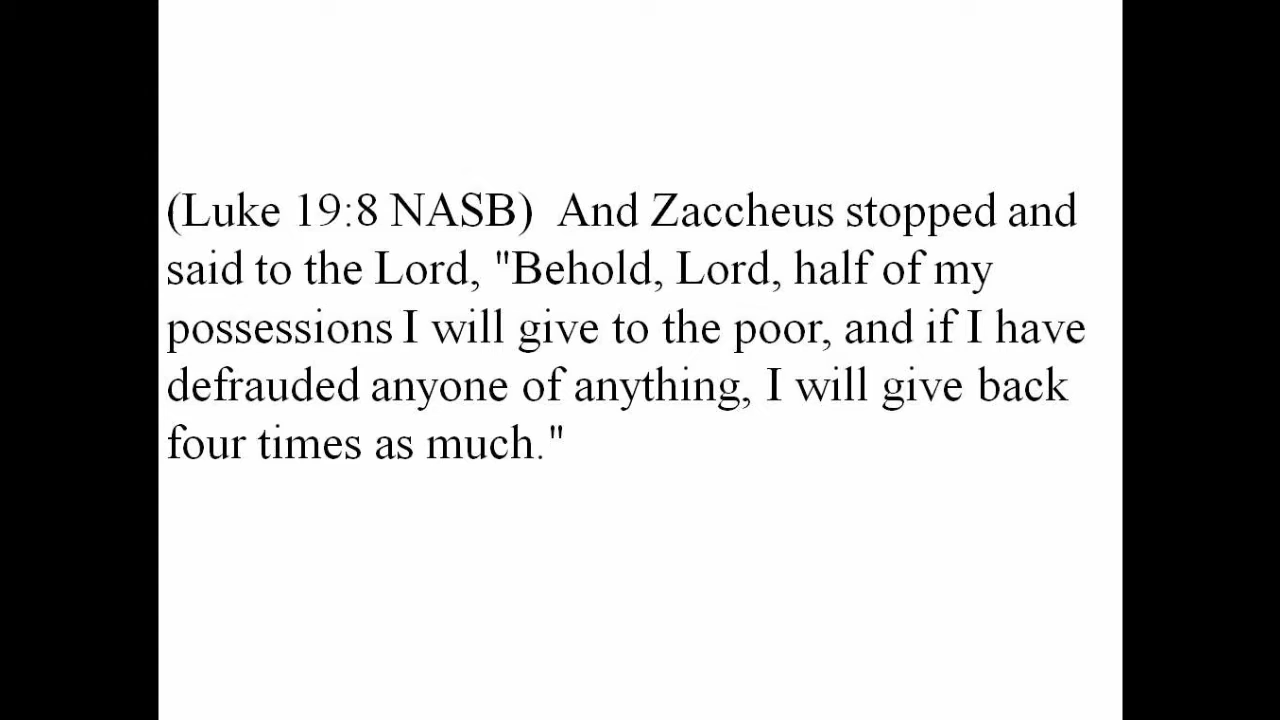 (Luke 19:8 NASB)  And Zaccheus stopped and
said to the Lord, "Behold, Lord, half of my
possessions I will give to the poor, and if I have
defrauded anyone of anything, I will give back
four times as much."